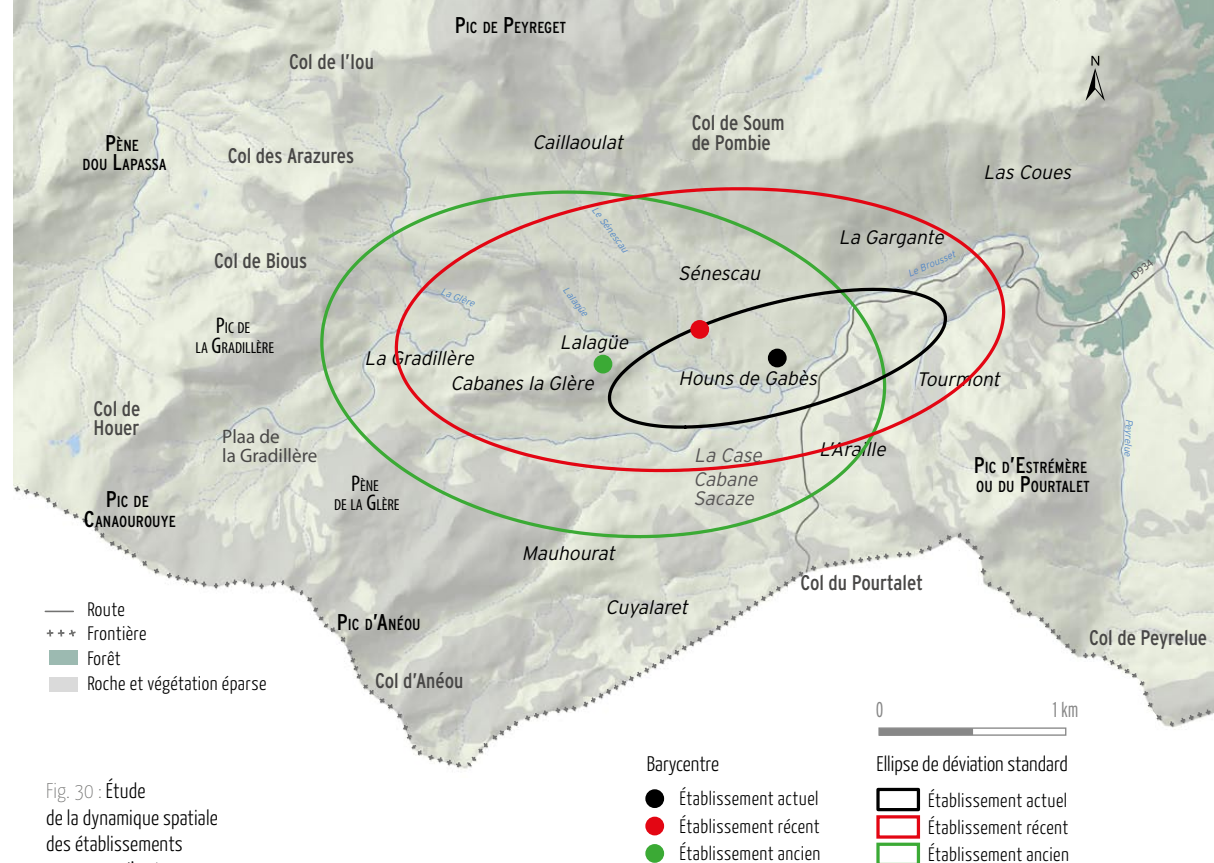 Pic de Peyreget
N
Col de l'Iou
Col de Soum
de Pombie
Caillaoulat
Pène
dou Lapassa
Col des Arazures
Las Coues
Le Sénescau
La Gargante
Le Brousset
Col de Bious
D934
Sénescau
La Glère
Lalagüe
Pic de
la Gradillère
Lalagüe
La Gradillère
Cabanes la Glère
Houns de Gabès
Tourmont
Col de
Houer
Plaa de
la Gradillère
Peyrelue
La Case
L'Araille
Cabane
Sacaze
Pic d'Estrémère
ou du Pourtalet
Pène
de la Glère
Pic de
Canaourouye
Mauhourat
Col du Pourtalet
Cuyalaret
Pic d'Anéou
Col de Peyrelue
Col d'Anéou
Route
Frontière
Forêt
Roche et végétation éparse
0 1 km
Barycentre
Établissement actuel
Établissement récent
Établissement ancien
Ellipse de déviation standard
Établissement actuel
Établissement récent
Établissement ancien
Fig. 30 : Étude
de la dynamique spatiale
des établissements